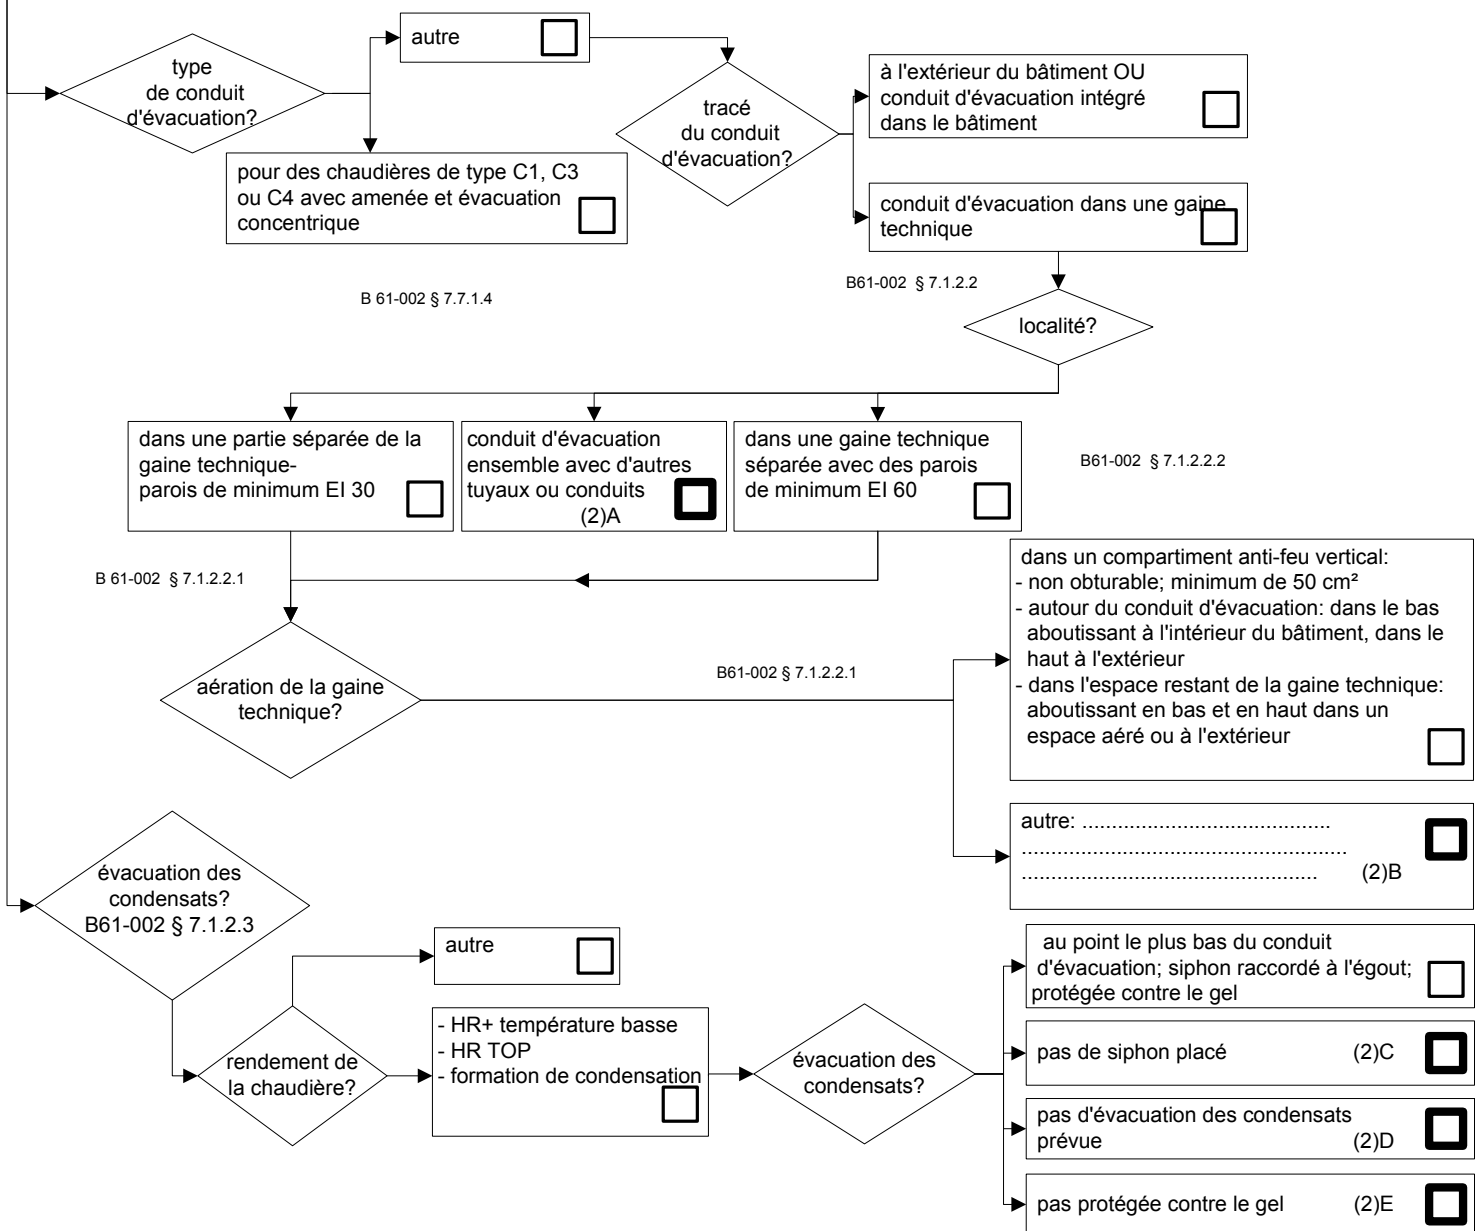 autre
type
de conduit
d'évacuation?
à l'extérieur du bâtiment OU
conduit d'évacuation intégré
dans le bâtiment
tracé
du conduit
d'évacuation?
pour des chaudières de type C1, C3
ou C4 avec amenée et évacuation
concentrique
conduit d'évacuation dans une gaine
technique
B 61-002 § 7.7.1.4
B61-002 § 7.1.2.2
localité?
dans une partie séparée de la
gaine technique-
parois de minimum EI 30
conduit d'évacuation
ensemble avec d'autres
tuyaux ou conduits
(2)A
dans une gaine technique
séparée avec des parois
de minimum EI 60
B61-002 § 7.1.2.2.2
B 61-002 § 7.1.2.2.1
dans un compartiment anti-feu vertical:
- non obturable; minimum de 50 cm²
- autour du conduit d'évacuation: dans le bas
aboutissant à l'intérieur du bâtiment, dans le
haut à l'extérieur
- dans l'espace restant de la gaine technique:
aboutissant en bas et en haut dans un
espace aéré ou à l'extérieur
B61-002 § 7.1.2.2.1
aération de la gaine
technique?
autre: ..........................................
.......................................................
.................................................. (2)B
évacuation des
condensats?
B61-002 § 7.1.2.3
autre
rendement de
la chaudière?
- HR+ température basse
- HR TOP
- formation de condensation
évacuation des
condensats?
au point le plus bas du conduit
d'évacuation; siphon raccordé à l'égout;
protégée contre le gel
pas de siphon placé (2)C
pas d'évacuation des condensats
prévue (2)D
pas protégée contre le gel (2)E